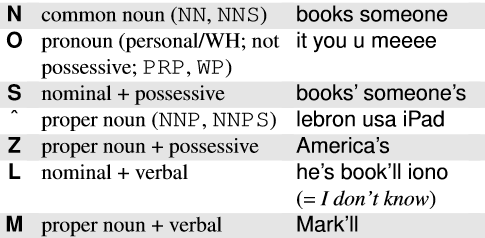 N common noun (NN, NNS) books someone
O pronoun (personal/WH; not it you u meeee
possessive; PRP, WP)
S nominal + possessive books' someone's
ˆ proper noun (NNP, NNPS) lebron usa iPad
Z proper noun + possessive America's
L nominal + verbal he's book'll iono
(= I don't know)
M proper noun + verbal Mark'll